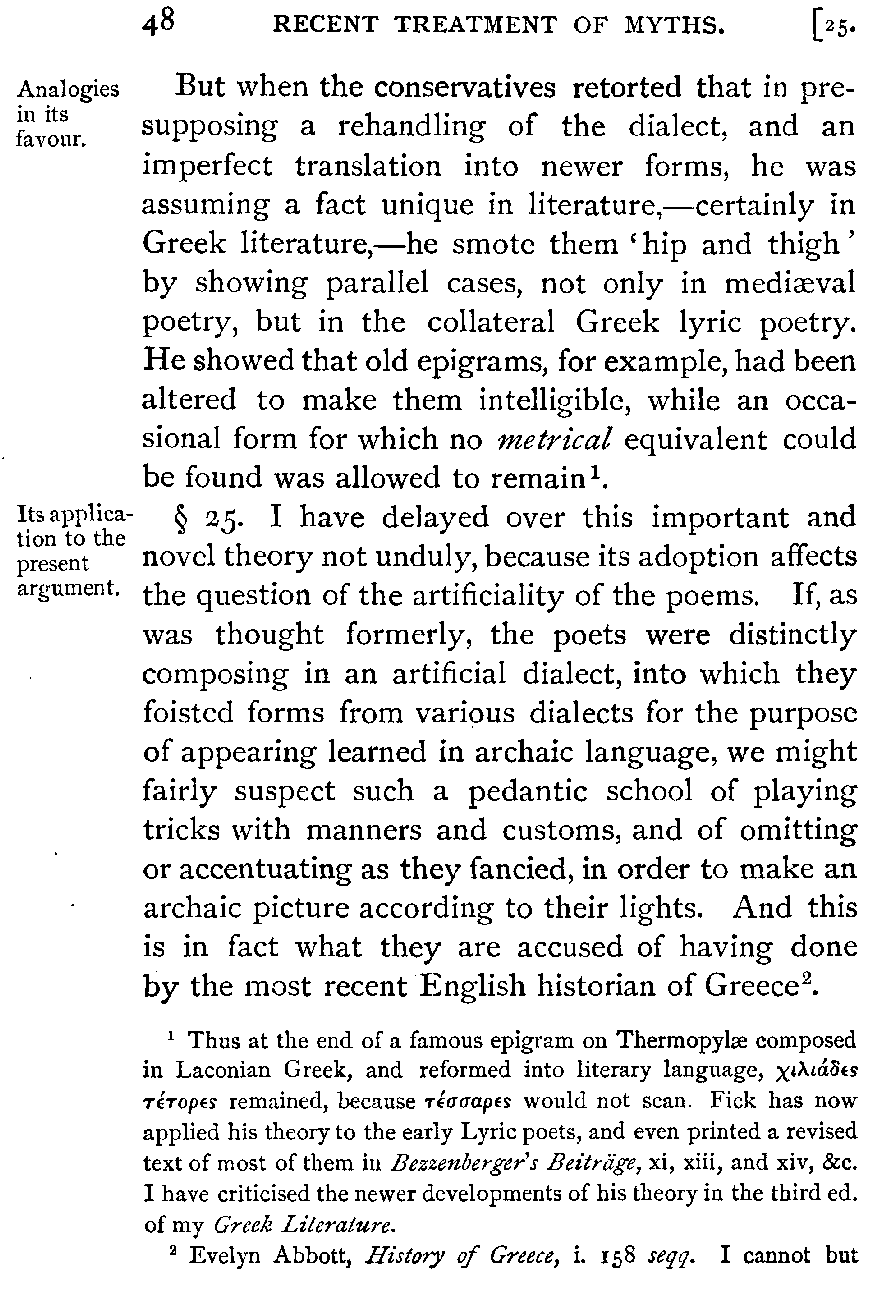 48 RECENT TREATMENT OF MYTHS. [25.
Analogies
in its
favour.
But when the conservatives retorted that in pre-
supposing a rehandling of the dialect, and an
imperfect translation into newer forms, he was
assuming a fact unique in literature,—certainly in
Greek literature,—he smote them ‘hip and thigh’
by showing parallel cases, not only in mediæval
poetry, but in the collateral Greek lyric poetry.
He showed that old epigrams, for example, had been
altered to make them intelligible, while an occa-
sional form for which no metrical equivalent could
be found was allowed to remain¹.
Its applica-
tion to the
present
argument.
§ 25. I have delayed over this important and
novel theory not unduly, because its adoption affects
the question of the artificiality of the poems. If, as
was thought formerly, the poets were distinctly
composing in an artificial dialect, into which they
foisted forms from various dialects for the purpose
of appearing learned in archaic language, we might
fairly suspect such a pedantic school of playing
tricks with manners and customs, and of omitting
or accentuating as they fancied, in order to make an
archaic picture according to their lights. And this
is in fact what they are accused of having done
by the most recent English historian of Greece².
¹ Thus at the end of a famous epigram on Thermopylæ composed
in Laconian Greek, and reformed into literary language, χιλιάδες
τέτορες remained, because τέσσαρες would not scan. Fick has now
applied his theory to the early Lyric poets, and even printed a revised
text of most of them in Bezzenberger's Beiträge, xi, xiii, and xiv, &c.
I have criticised the newer developments of his theory in the third ed.
of my Greek Literature.
² Evelyn Abbott, History of Greece, i. 158 seqq. I cannot but